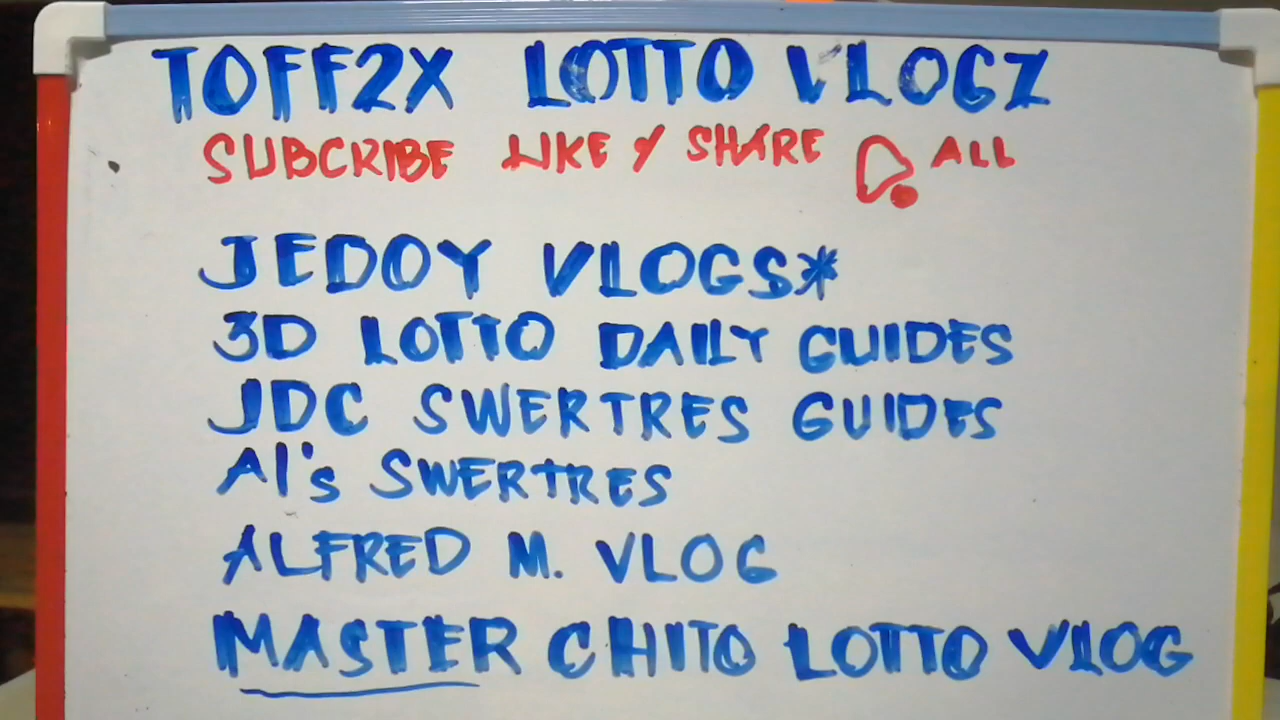 TOFF2X LOTTO VLOGZ
SUBCRIBE LIKE & SHARE ALL
JEDOY VLOGS*
3D LOTTO DAILY GUIDES
JDC SWERTRES GUIDES
Al's SWERTRES
ALFRED M. VLOG
MASTER CHITO LOTTO VLOG